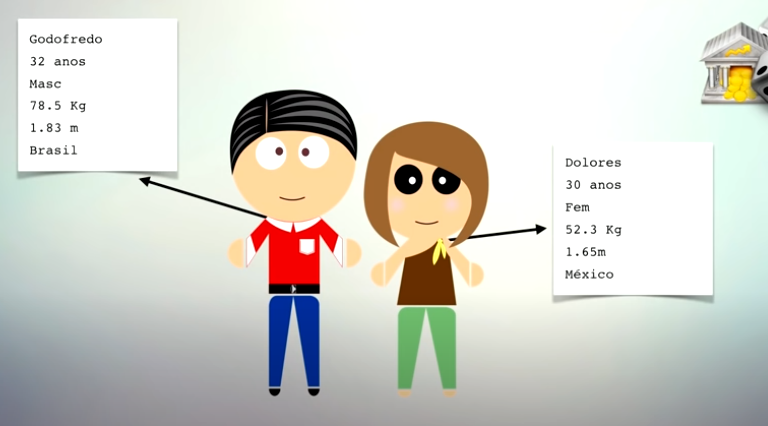 Godofredo
32 anos
Masc
78.5 Kg
1.83 m
Brasil
Dolores
30 anos
Fem
52.3 Kg
1.65m
México